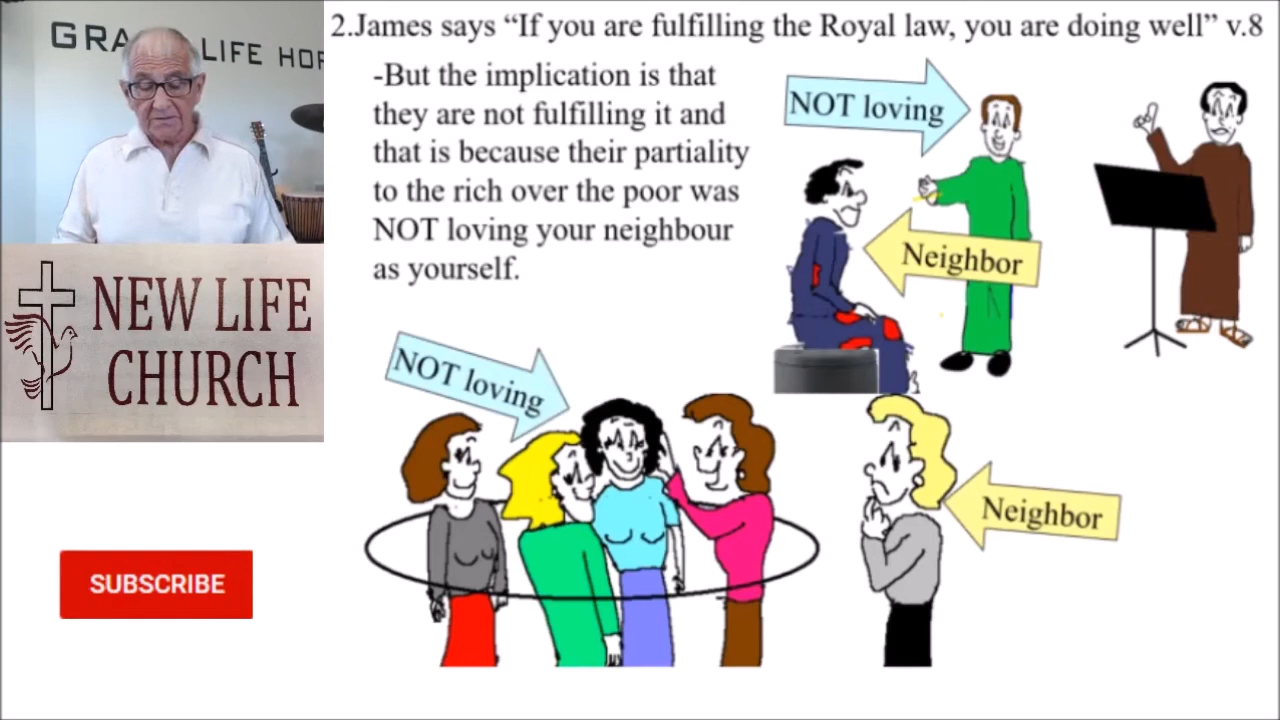 GRA LIFE HOP
2.James says “If you are fulfilling the Royal law, you are doing well” v.8
-But the implication is that
they are not fulfilling it and
that is because their partiality
to the rich over the poor was
NOT loving your neighbour
as yourself.
NOT loving
Neighbor
NEW LIFE
CHURCH
NOT loving
Neighbor
SUBSCRIBE